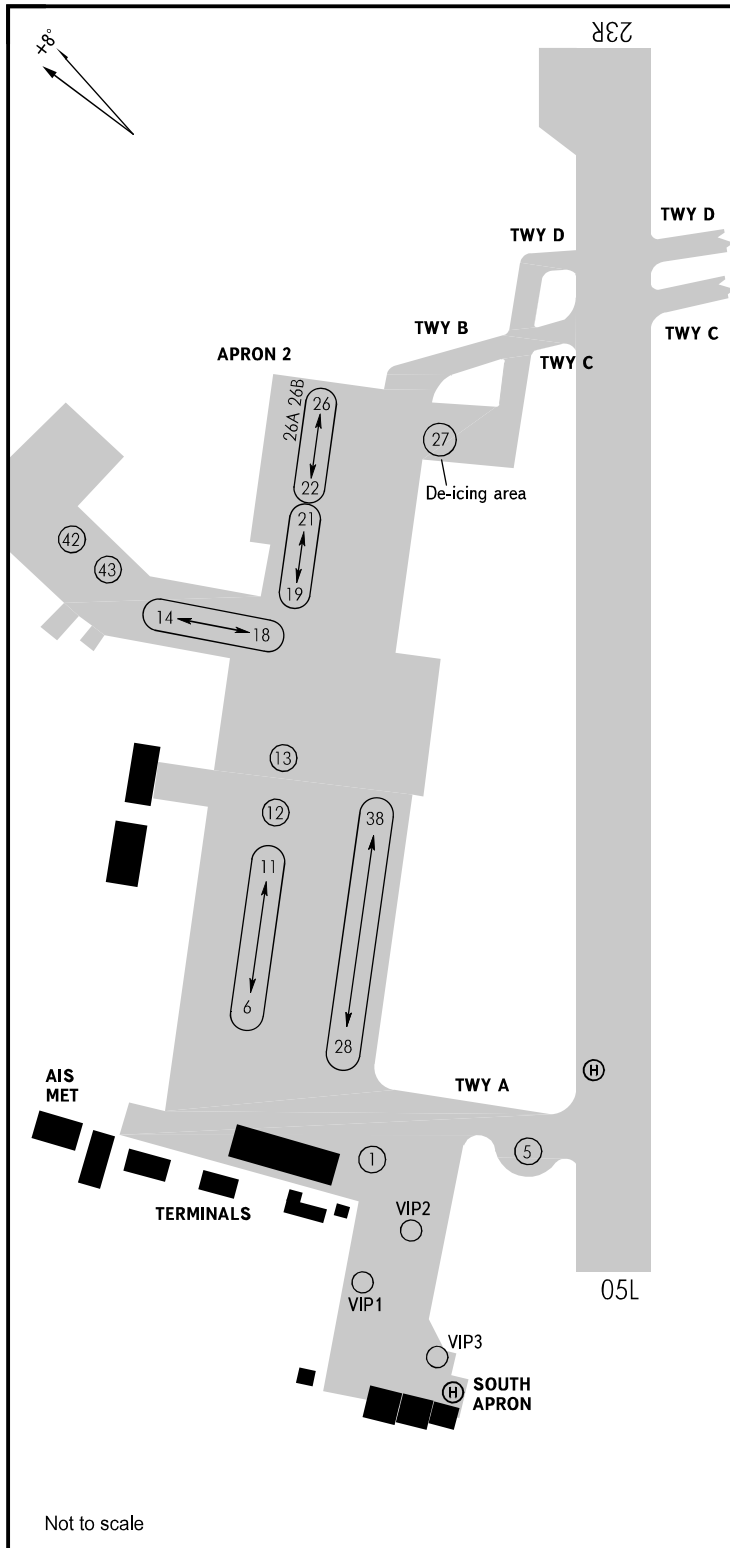 23R
+8°
TWY D
TWY D
TWY B
TWY C
TWY C
APRON 2
26A 26B
26
27
22
De-icing area
21
42
43
19
14
18
13
12
38
11
6
28
H
AIS
MET
TWY A
1
5
TERMINALS
VIP2
VIP1
05L
VIP3
H
SOUTH
APRON
Not to scale